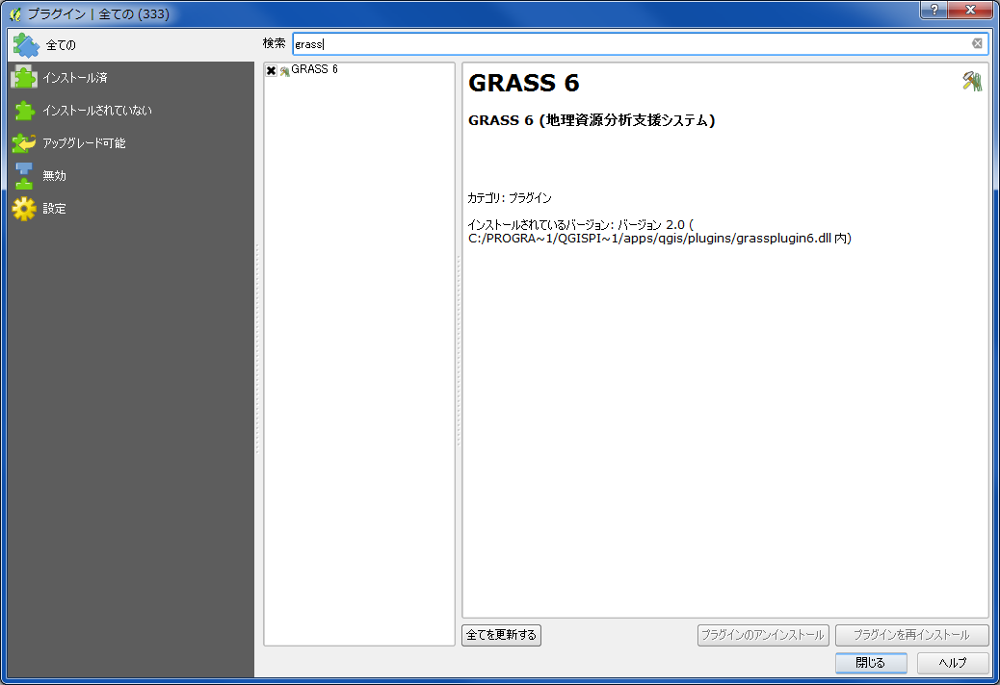 プラグイン | 全ての (333)
全ての
インストール済
インストールされていない
アップグレード可能
無効
設定
検索 grass
GRASS 6
GRASS 6
GRASS 6 (地理資源分析支援システム)
カテゴリ: プラグイン
インストールされているバージョン: バージョン 2.0 (
C:/PROGRA~1/QGISPI~1/apps/qgis/plugins/grassplugin6.dll 内)
全てを更新する
プラグインのアンインストール
プラグインを再インストール
閉じる
ヘルプ